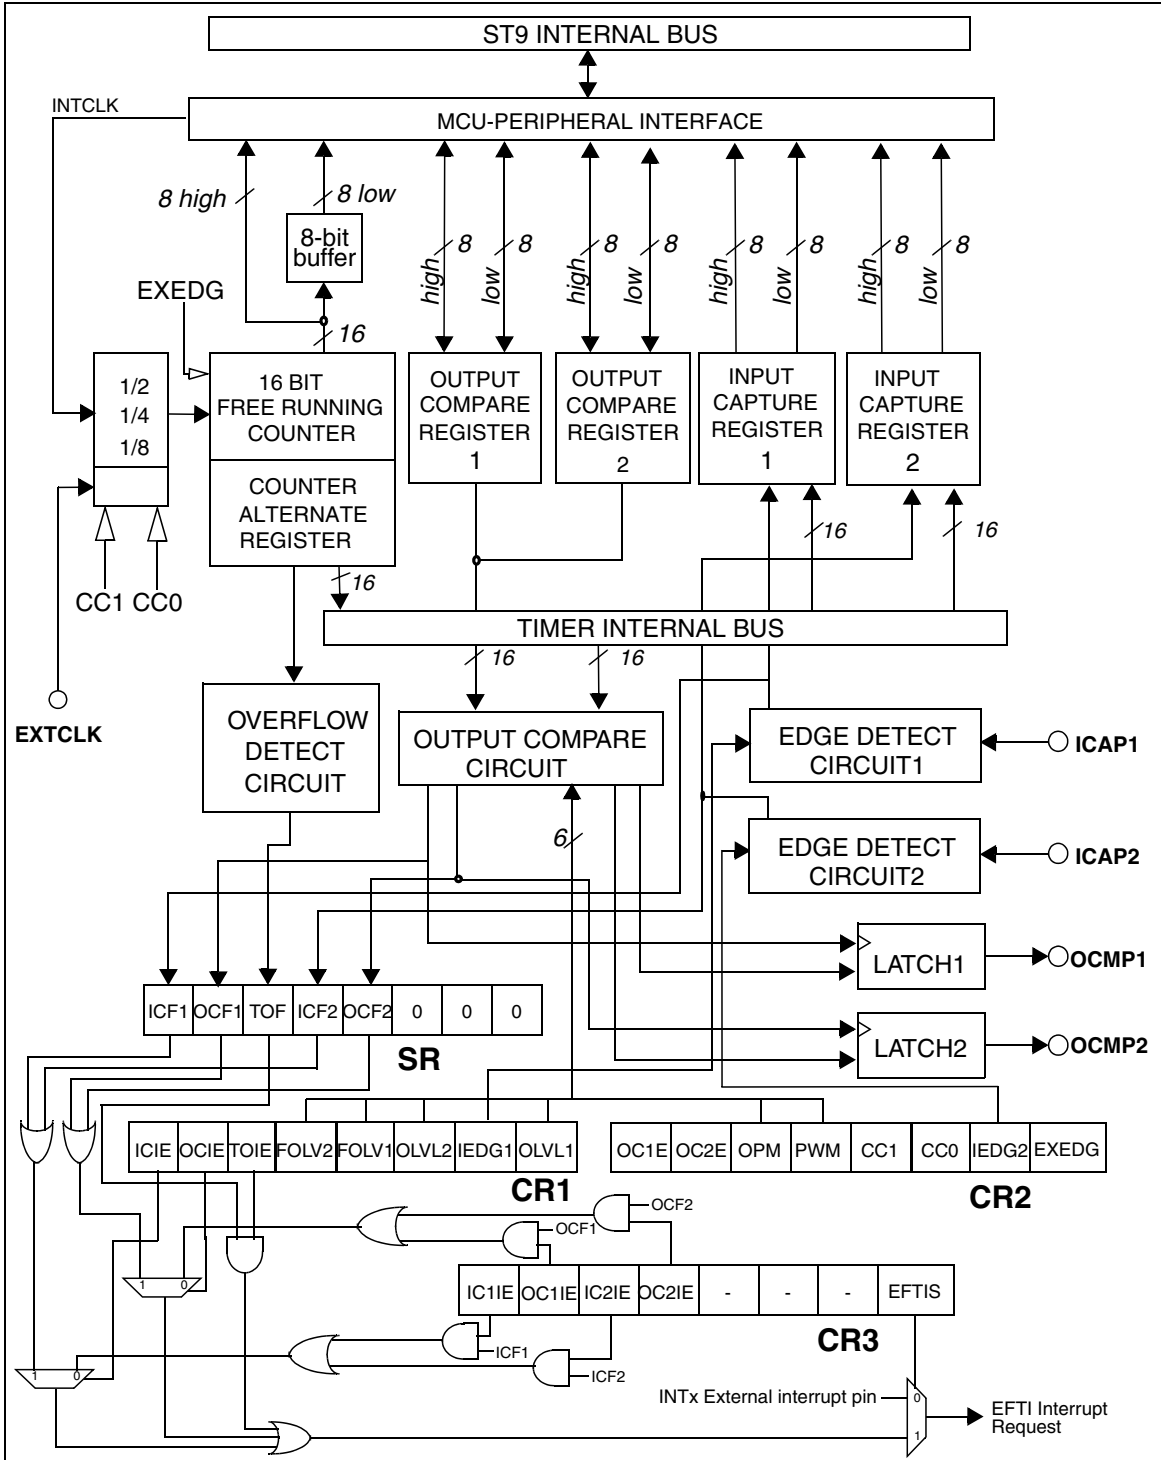 ST9 INTERNAL BUS
INTCLK
MCU-PERIPHERAL INTERFACE
8 high
8 low
8-bit
buffer
high
8
low
8
high
8
low
8
high
8
low
8
high
8
low
8
EXEDG
16
1/2
1/4
1/8
16 BIT
FREE RUNNING
COUNTER
COUNTER
ALTERNATE
REGISTER
OUTPUT
COMPARE
REGISTER
1
OUTPUT
COMPARE
REGISTER
2
INPUT
CAPTURE
REGISTER
1
INPUT
CAPTURE
REGISTER
2
16
16
16
CC1 CC0
TIMER INTERNAL BUS
16
16
EXTCLK
OVERFLOW
DETECT
CIRCUIT
OUTPUT COMPARE
CIRCUIT
EDGE DETECT
CIRCUIT1
ICAP1
6
EDGE DETECT
CIRCUIT2
ICAP2
LATCH1
OCMP1
LATCH2
OCMP2
ICF1 OCF1 TOF ICF2 OCF2 0 0 0
SR
ICIE OCIE TOIE FOLV2 FOLV1 OLVL2 IEDG1 OLVL1
CR1
OC1E OC2E OPM PWM CC1 CC0 IEDG2 EXEDG
CR2
OCF2
OCF1
1 0
IC1IE OC1IE IC2IE OC2IE - - - EFTIS
CR3
ICF1
ICF2
1 0
INTx External interrupt pin
0
1
EFTI Interrupt
Request